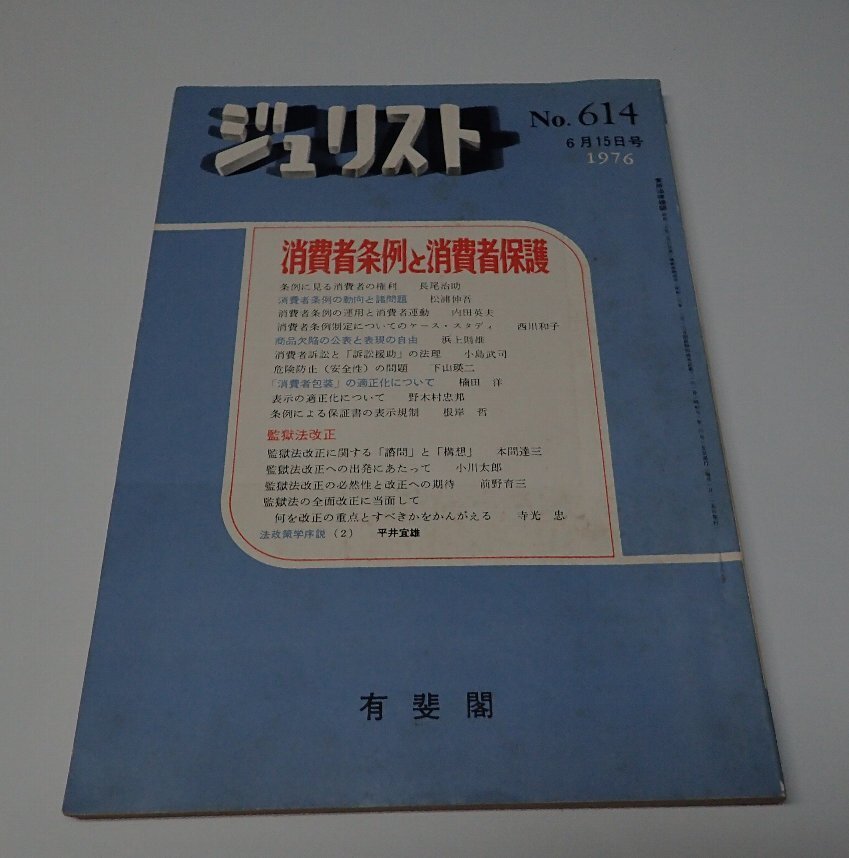 ジュリスト
No. 614
6月15日号
1976
消費者条例と消費者保護
条例に見る消費者の権利 長尾治助
消費者条例の動向と諸問題 松浦伸吾
消費者条例の運用と消費者運動 内田英夫
消費者条例制定についてのケース・スタディ 西川和子
商品欠陥の公表と表現の自由 浜上則雄
消費者訴訟と「訴訟援助」の法理 小島武司
危険防止（安全性）の問題 下山瑛二
「消費者包装」の適正化について 楠田 洋
表示の適正化について 野木村忠邦
条例による保証書の表示規制 根岸 哲
監獄法改正
監獄法改正に関する「諮問」と「構想」 本間達三
監獄法改正への出発にあたって 小川太郎
監獄法改正の必然性と改正への期待 前野育三
監獄法の全面改正に当面して
何を改正の重点とすべきかをかんがえる 寺光 忠
法政策学序説（2） 平井宜雄
有斐閣